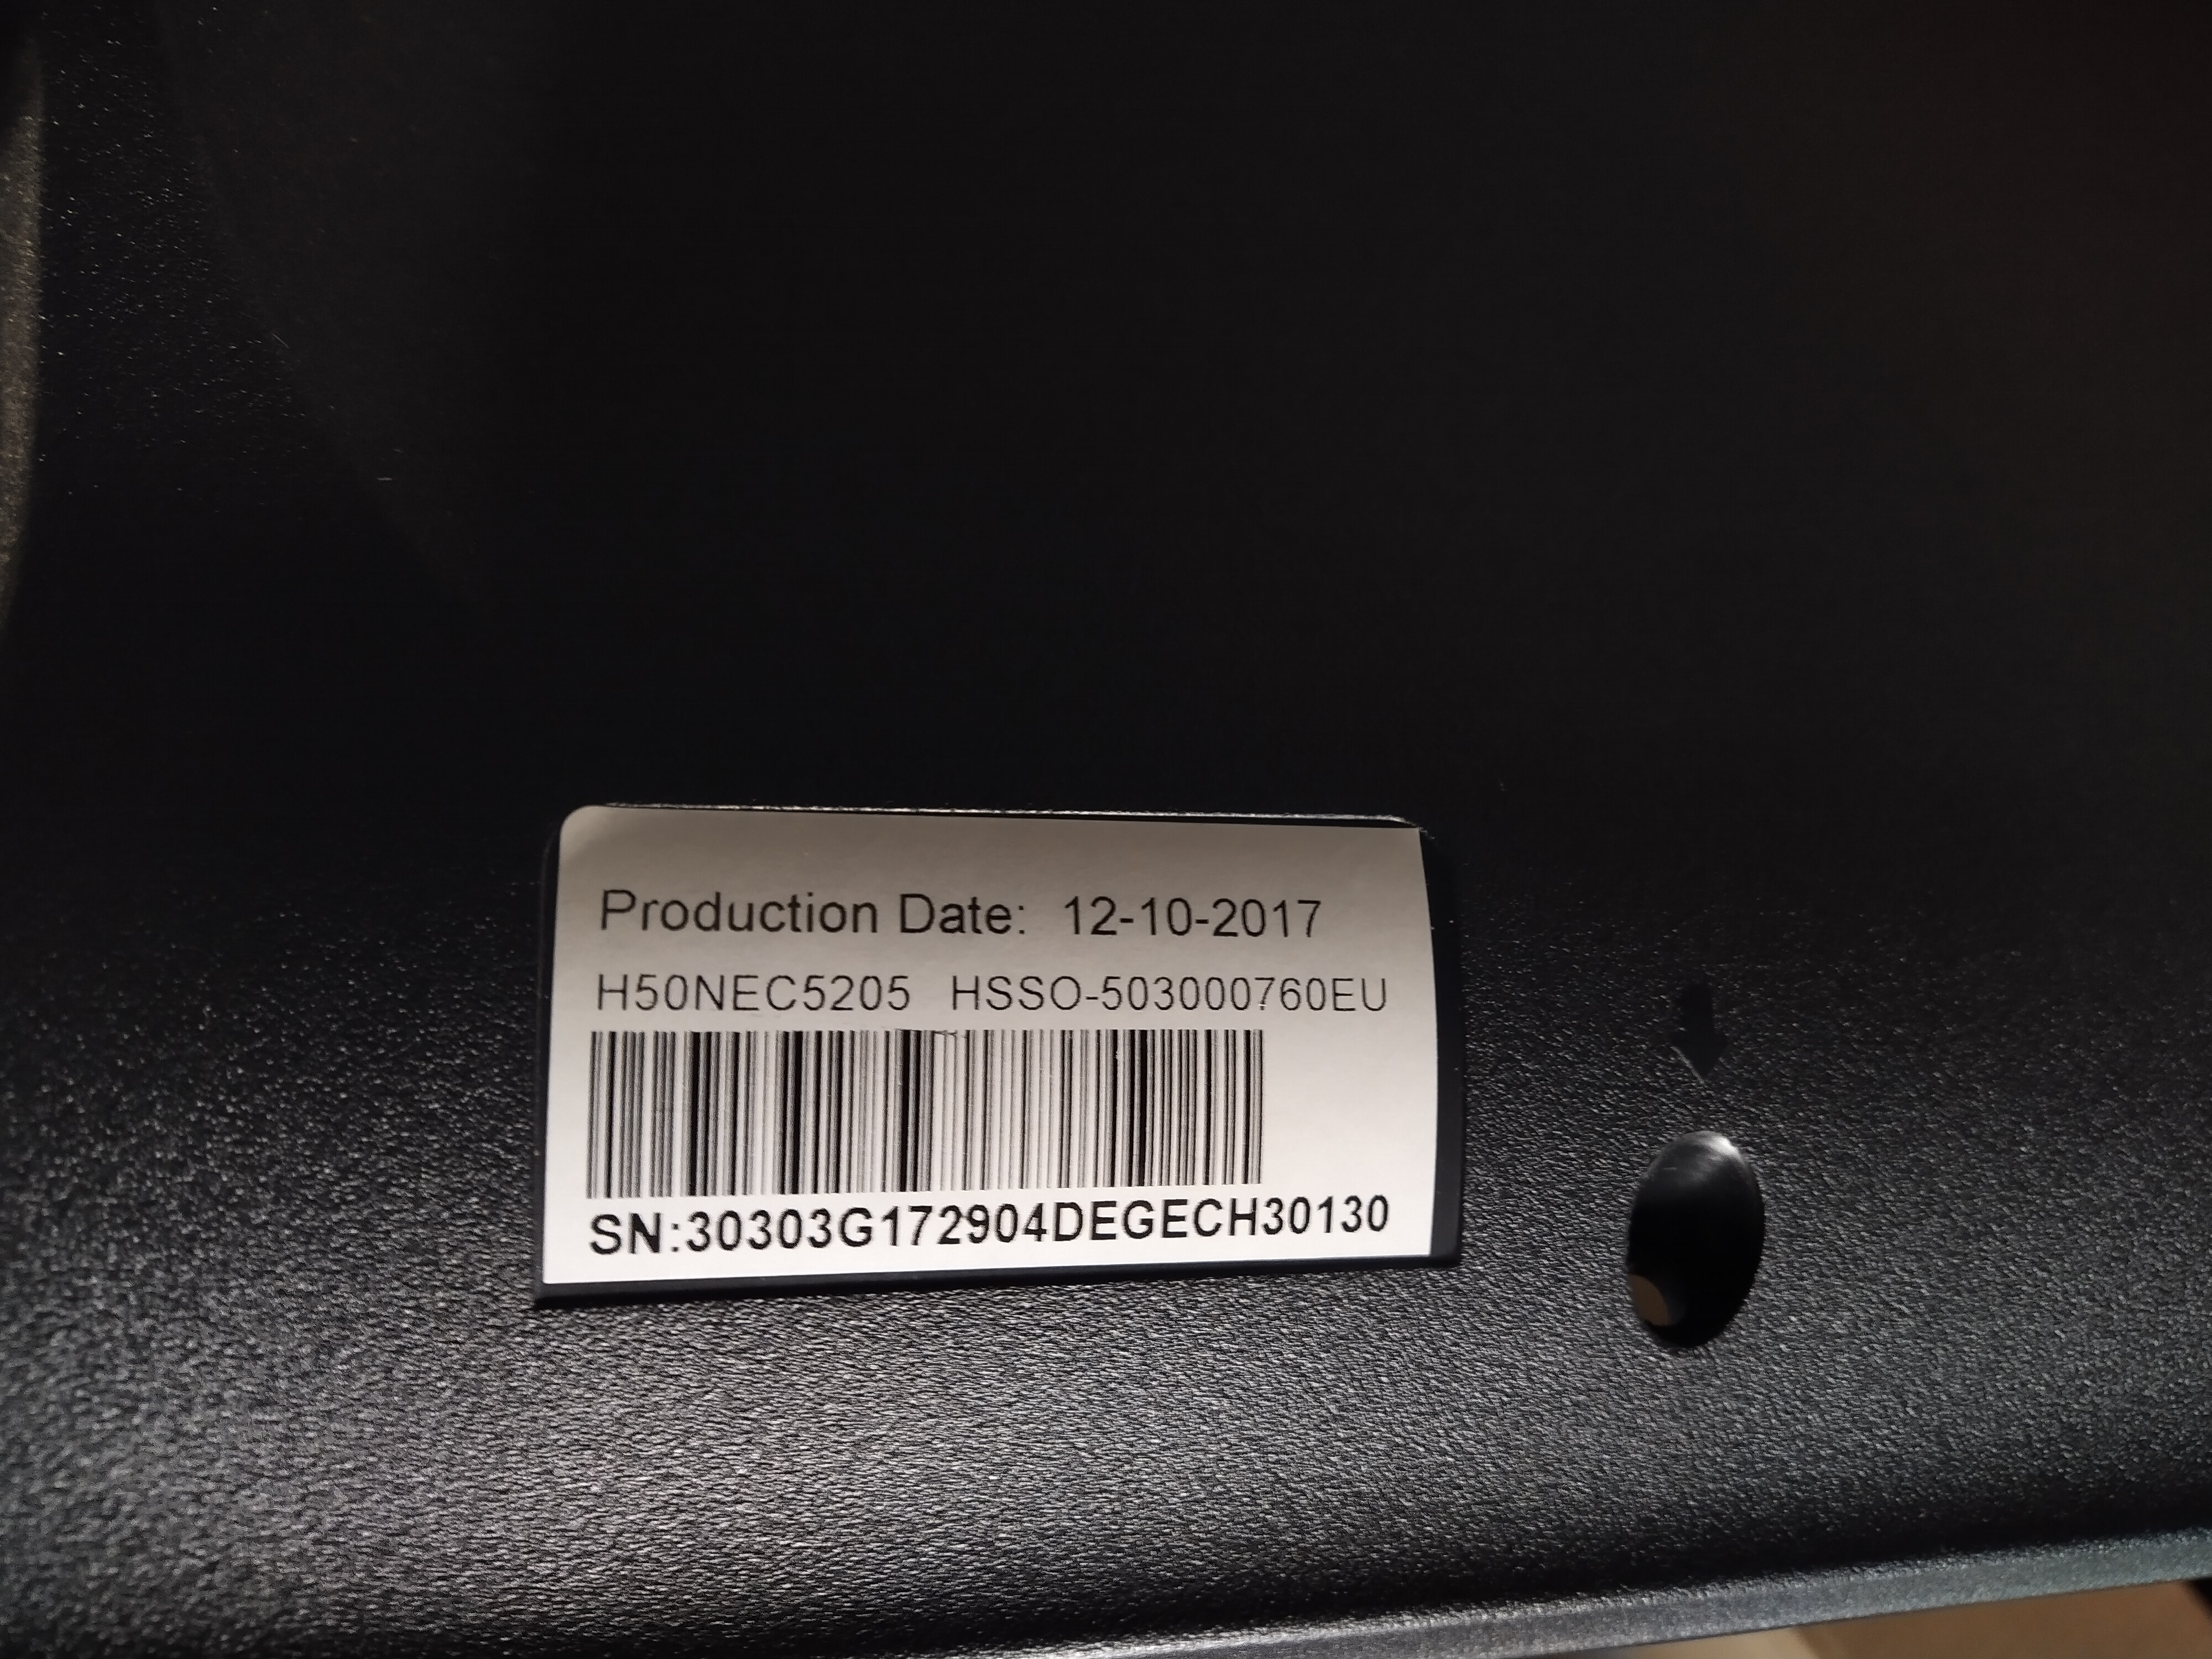 Production Date: 12-10-2017
H50NEC5205 HSSO-503000760EU
SN:30303G172904DEGECH30130